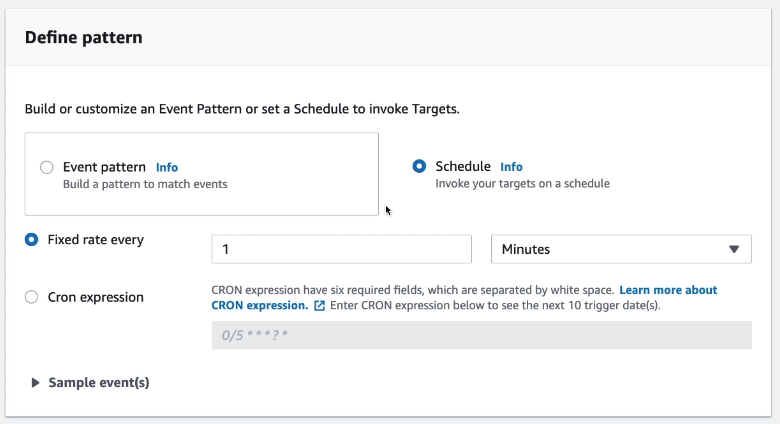 Define pattern
Build or customize an Event Pattern or set a Schedule to invoke Targets.
Event pattern Info
Build a pattern to match events
Schedule Info
Invoke your targets on a schedule
Fixed rate every
1
Minutes
Cron expression
CRON expression have six required fields, which are separated by white space. Learn more about
CRON expression. Enter CRON expression below to see the next 10 trigger date(s).
0/5 * * * ? *
Sample event(s)